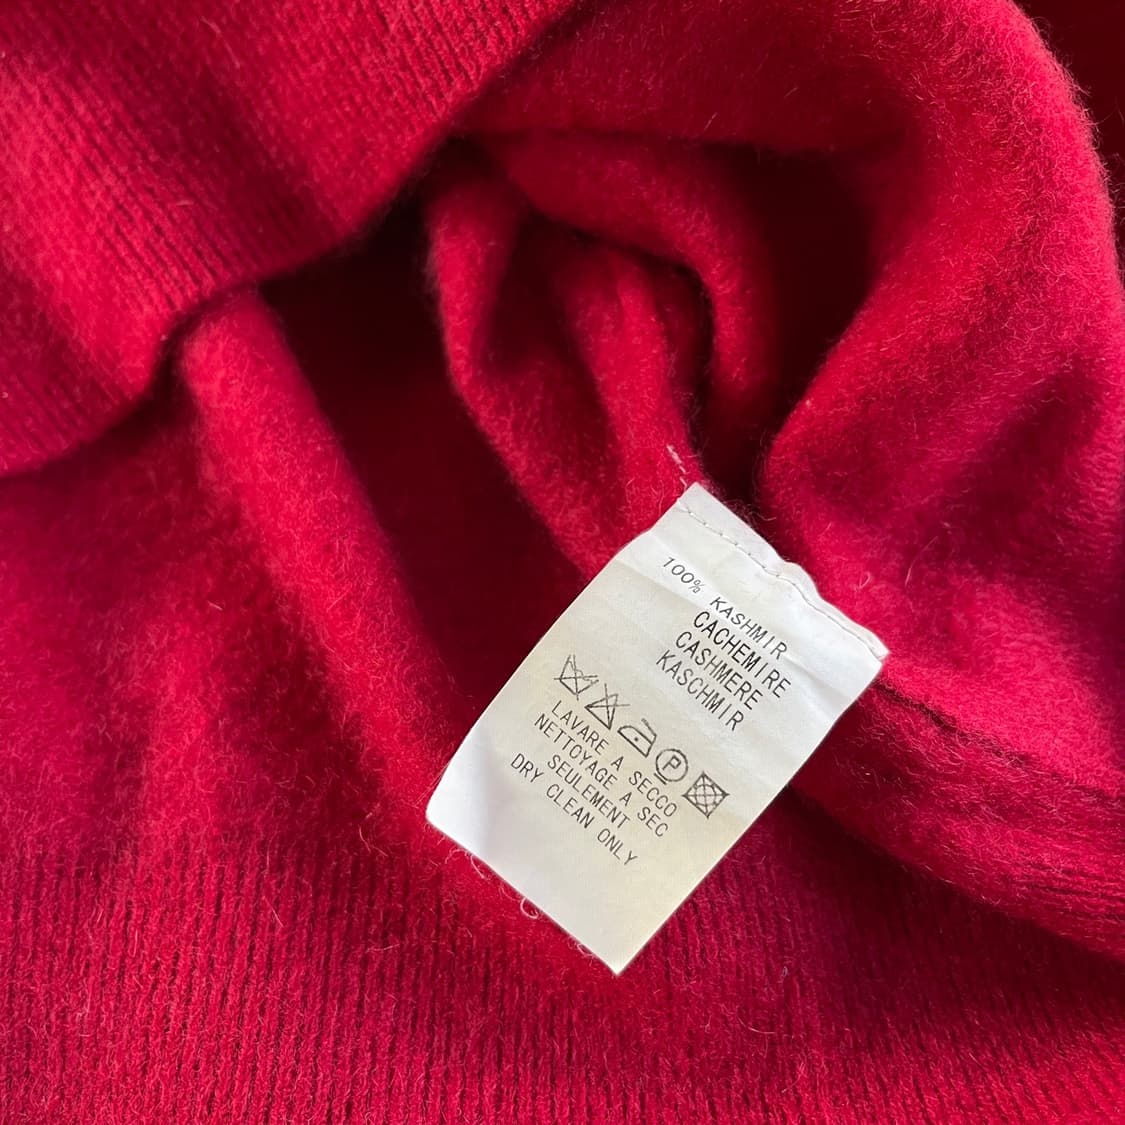 100% KASHMIR
CACHEMIRE
CASHMERE
KASCHMIR
P
LAVARE A SECCO
NETTOYAGE A SEC
SEULEMENT
DRY CLEAN ONLY